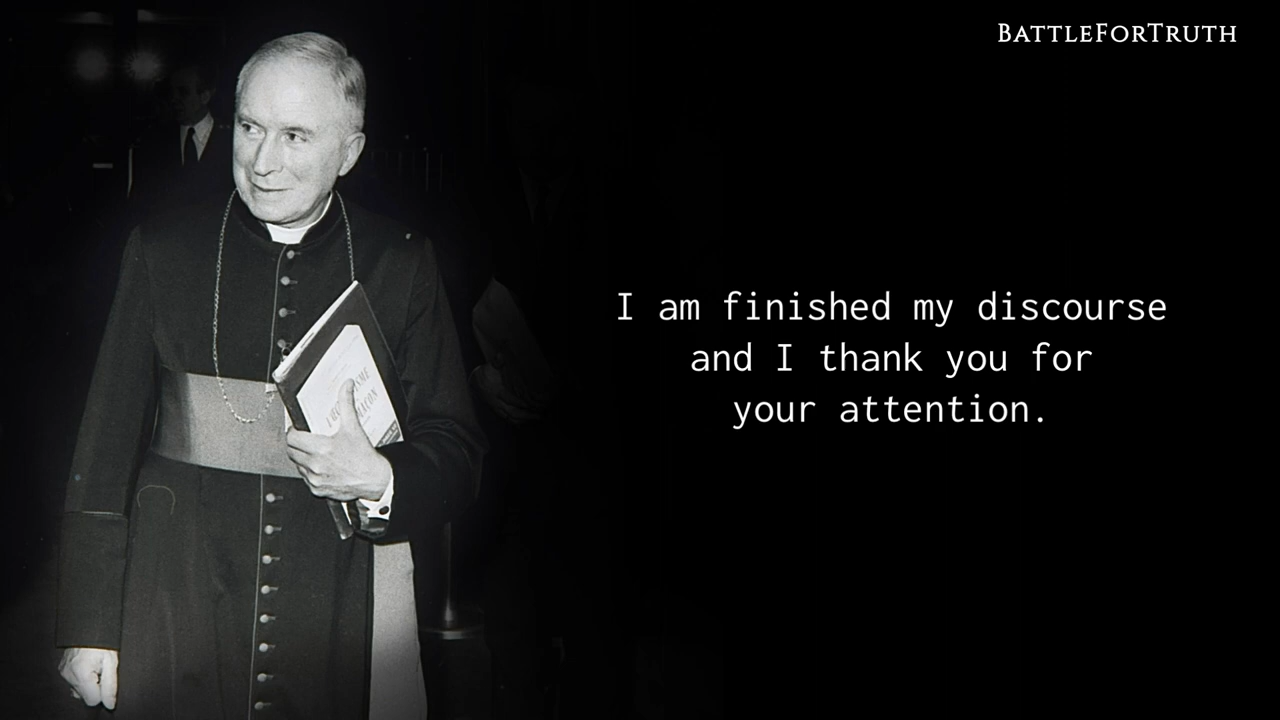 BATTLEFORTRUTH
I am finished my discourse
and I thank you for
your attention.